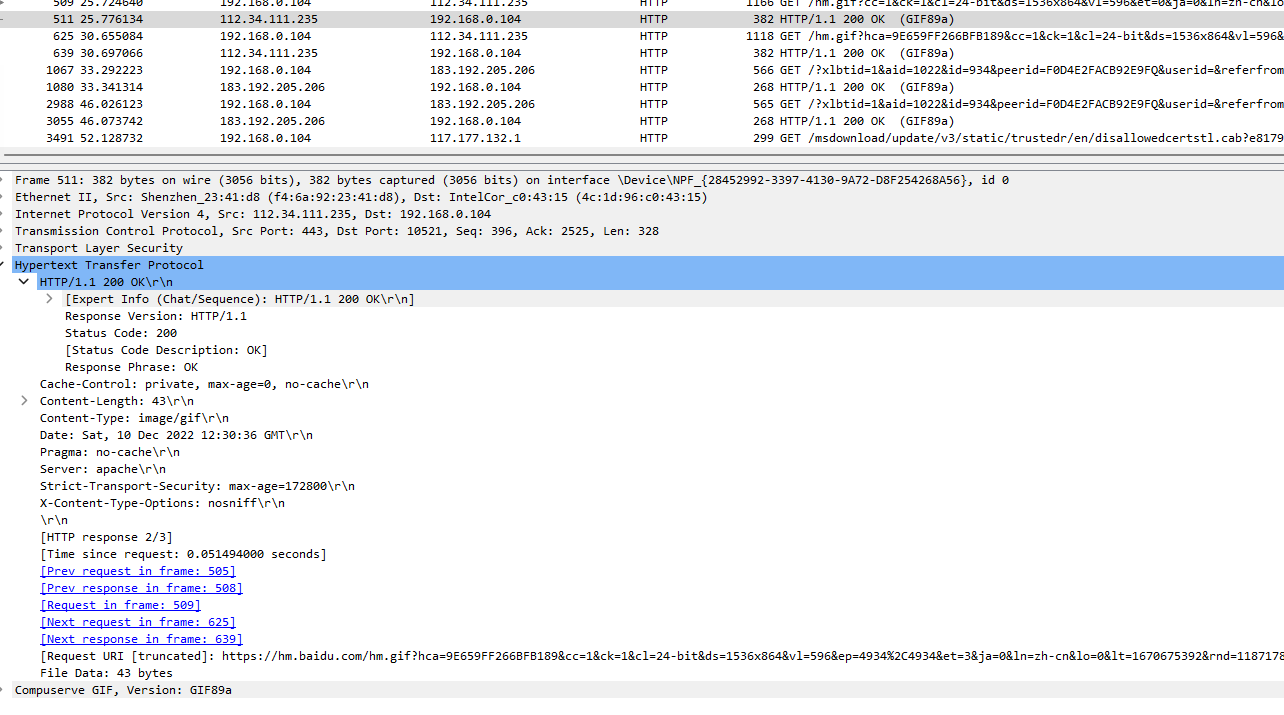 509 25.724640 192.168.0.104 112.34.111.235 HTTP 1166 GET /hm.gif?cc=1&ck=1&cl=24-bit&ds=1536x864&vl=596&et=0&ja=0&ln=zh-cn&lo
511 25.776134 112.34.111.235 192.168.0.104 HTTP 382 HTTP/1.1 200 OK (GIF89a)
625 30.655084 192.168.0.104 112.34.111.235 HTTP 1118 GET /hm.gif?hca=9E659FF266BFB189&cc=1&ck=1&cl=24-bit&ds=1536x864&vl=596&
639 30.697066 112.34.111.235 192.168.0.104 HTTP 382 HTTP/1.1 200 OK (GIF89a)
1067 33.292223 192.168.0.104 183.192.205.206 HTTP 566 GET /?xlbtid=1&aid=1022&id=934&peerid=F0D4E2FACB92E9FQ&userid=&referfrom
1080 33.341314 183.192.205.206 192.168.0.104 HTTP 268 HTTP/1.1 200 OK (GIF89a)
2988 46.026123 192.168.0.104 183.192.205.206 HTTP 565 GET /?xlbtid=1&aid=1022&id=934&peerid=F0D4E2FACB92E9FQ&userid=&referfrom
3055 46.073742 183.192.205.206 192.168.0.104 HTTP 268 HTTP/1.1 200 OK (GIF89a)
3491 52.128732 192.168.0.104 117.177.132.1 HTTP 299 GET /msdownload/update/v3/static/trustedr/en/disallowedcertstl.cab?e8179
Frame 511: 382 bytes on wire (3056 bits), 382 bytes captured (3056 bits) on interface \Device\NPF_{28452992-3397-4130-9A72-D8F254268A56}, id 0
Ethernet II, Src: Shenzhen_23:41:d8 (f4:6a:92:23:41:d8), Dst: IntelCor_c0:43:15 (4c:1d:96:c0:43:15)
Internet Protocol Version 4, Src: 112.34.111.235, Dst: 192.168.0.104
Transmission Control Protocol, Src Port: 443, Dst Port: 10521, Seq: 396, Ack: 2525, Len: 328
Transport Layer Security
Hypertext Transfer Protocol
HTTP/1.1 200 OK\r\n
[Expert Info (Chat/Sequence): HTTP/1.1 200 OK\r\n]
Response Version: HTTP/1.1
Status Code: 200
[Status Code Description: OK]
Response Phrase: OK
Cache-Control: private, max-age=0, no-cache\r\n
Content-Length: 43\r\n
Content-Type: image/gif\r\n
Date: Sat, 10 Dec 2022 12:30:36 GMT\r\n
Pragma: no-cache\r\n
Server: apache\r\n
Strict-Transport-Security: max-age=172800\r\n
X-Content-Type-Options: nosniff\r\n
\r\n
[HTTP response 2/3]
[Time since request: 0.051494000 seconds]
[Prev request in frame: 505]
[Prev response in frame: 508]
[Request in frame: 509]
[Next request in frame: 625]
[Next response in frame: 639]
[Request URI [truncated]: https://hm.baidu.com/hm.gif?hca=9E659FF266BFB189&cc=1&ck=1&cl=24-bit&ds=1536x864&vl=596&ep=4934%2C4934&et=3&ja=0&ln=zh-cn&lo=0&lt=1670675392&rnd=1187178
File Data: 43 bytes
Compuserve GIF, Version: GIF89a